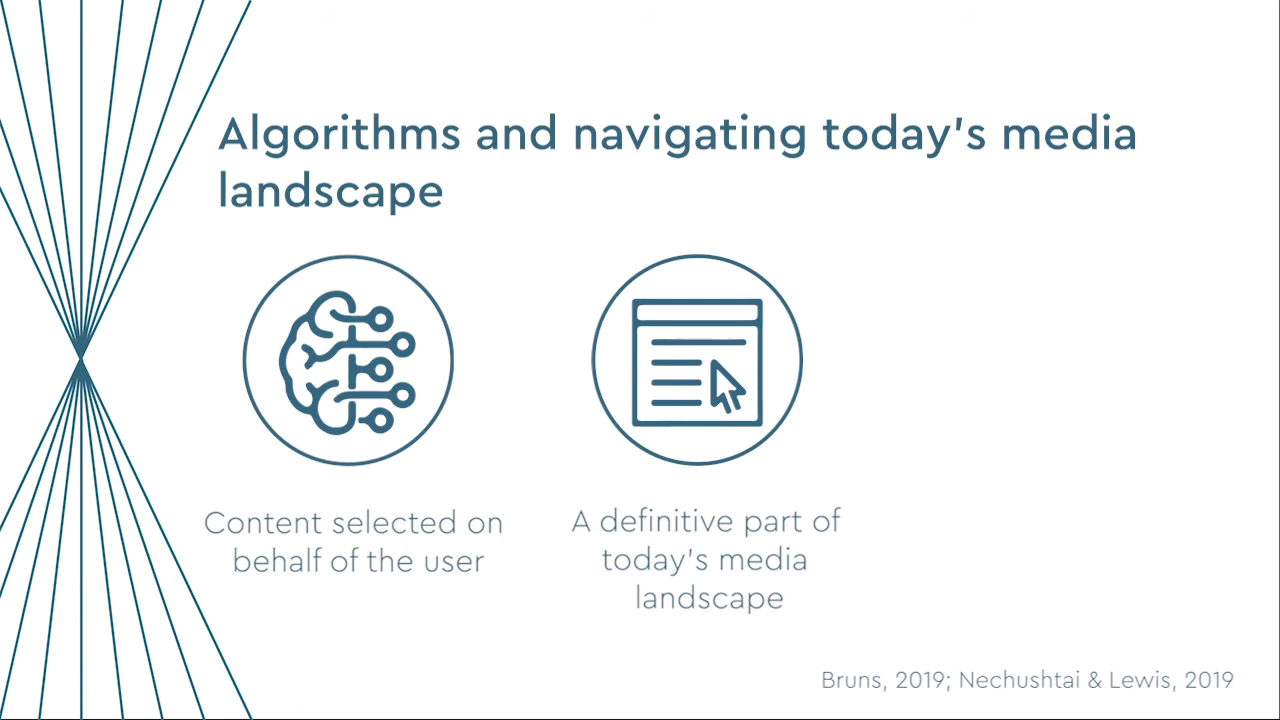 Algorithms and navigating today's media
landscape
Content selected on
behalf of the user
A definitive part of
today's media
landscape
Bruns, 2019; Nechushtai & Lewis, 2019